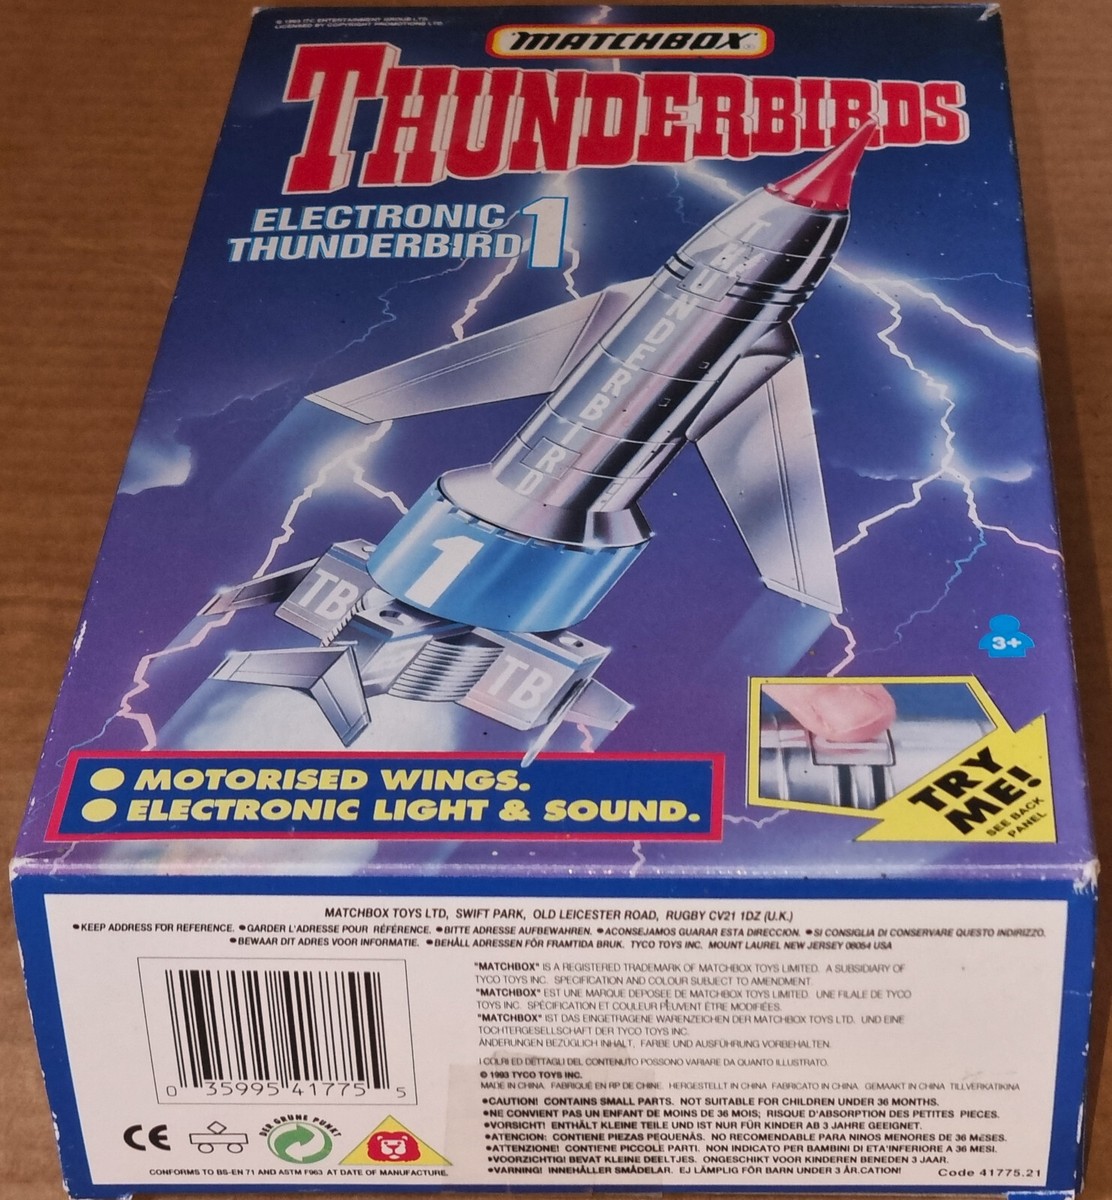 © 1993 ITC ENTERTAINMENT GROUP LTD.
LICENSED BY COPYRIGHT PROMOTIONS LTD.
MATCHBOX®
THUNDERBIRDS
ELECTRONIC
THUNDERBIRD 1
THUNDERBIRD
1
TB
TB
3+
● MOTORISED WINGS.
● ELECTRONIC LIGHT & SOUND.
TRY
ME!
SEE BACK
PANEL
MATCHBOX TOYS LTD, SWIFT PARK, OLD LEICESTER ROAD, RUGBY CV21 1DZ (U.K.)
●KEEP ADDRESS FOR REFERENCE. ●GARDER L'ADRESSE POUR RÉFÉRENCE. ●BITTE ADRESSE AUFBEWAHREN. ●ACONSEJAMOS GUARAR ESTA DIRECCION. ●SI CONSIGLIA DI CONSERVARE QUESTO INDIRIZZO.
●BEWAAR DIT ADRES VOOR INFORMATIE. ●BEHÅLL ADRESSEN FÖR FRAMTIDA BRUK. TYCO TOYS INC. MOUNT LAUREL NEW JERSEY 08054 USA
"MATCHBOX" IS A REGISTERED TRADEMARK OF MATCHBOX TOYS LIMITED. A SUBSIDIARY OF
TYCO TOYS INC. SPECIFICATION AND COLOUR SUBJECT TO AMENDMENT.
"MATCHBOX" EST UNE MARQUE DEPOSEE DE MATCHBOX TOYS LIMITED. UNE FILALE DE TYCO
TOYS INC. SPÉCIFICATION ET COULEUR PEUVENT ÊTRE MODIFIÉES.
"MATCHBOX" IST DAS EINGETRAGENE WARENZEICHEN DER MATCHBOX TOYS LTD. UND EINE
TOCHTERGESELLSCHAFT DER TYCO TOYS INC.
ÄNDERUNGEN BEZÜGLICH INHALT, FARBE UND AUSFÜHRUNG VORBEHALTEN.
I COLRI ED DETTAGLI DEL CONTENUTO POSSONO VARIARE DA QUANTO ILLUSTRATO.
© 1993 TYCO TOYS INC.
MADE IN CHINA. FABRIQUÉ EN RP DE CHINE. HERGESTELLT IN CHINA FABRICATO IN CHINA. GEMAAKT IN CHINA TILLVERKATIKINA
●CAUTION! CONTAINS SMALL PARTS. NOT SUITABLE FOR CHILDREN UNDER 36 MONTHS.
●NE CONVIENT PAS UN ENFANT DE MOINS DE 36 MOIS; RISQUE D'ABSORPTION DES PETITES PIECES.
●VORSICHT! ENTHÄLT KLEINE TEILE UND IST NUR FÜR KINDER AB 3 JAHRE GEEIGNET.
●ATENCION: CONTIENE PIEZAS PEQUENÁS. NO RECOMENDABLE PARA NINOS MENORES DE 36 MESES.
●ATTENZIONE! CONTIENE PICCOLE PARTI. NON INDICATO PER BAMBINI DI ETA'INFERIORE A 36 MESI.
●VOORZICHTIG! BEVAT KLEINE DEELTJES. ONGESCHIKT VOOR KINDEREN BENEDEN 3 JAAR.
●VARNING! INNEHÅLLER SMÅDELAR. EJ LÄMPLIG FÖR BARN UNDER 3 ÅR.CATION!
Code 41775.21
0 35995 41775 5
CE
DER GRÜNE PUNKT
CONFORMS TO BS-EN 71 AND ASTM F963 AT DATE OF MANUFACTURE.